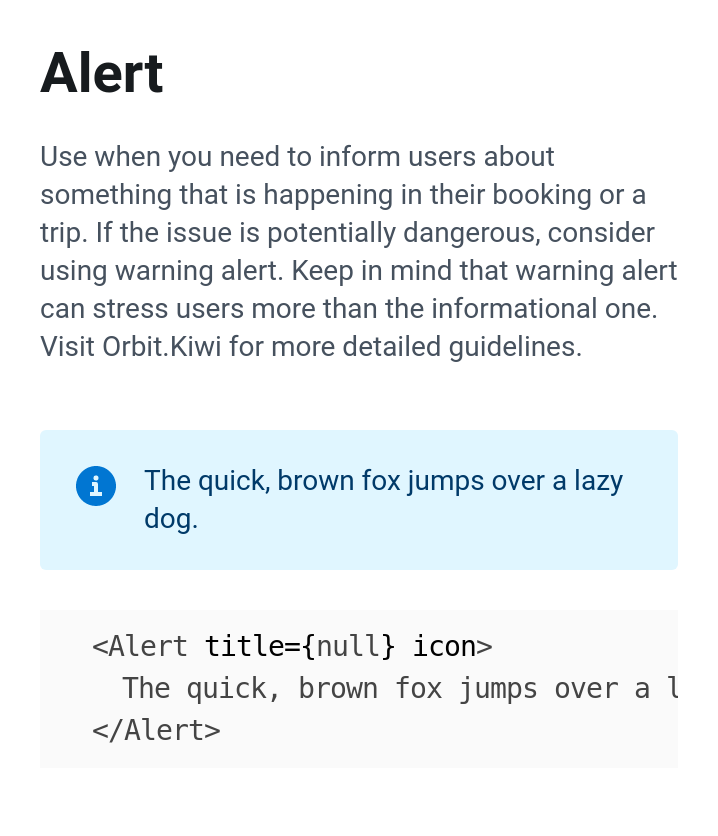 Alert
Use when you need to inform users about
something that is happening in their booking or a
trip. If the issue is potentially dangerous, consider
using warning alert. Keep in mind that warning alert
can stress users more than the informational one.
Visit Orbit.Kiwi for more detailed guidelines.
The quick, brown fox jumps over a lazy
dog.
<Alert title={null} icon>
The quick, brown fox jumps over a l
</Alert>